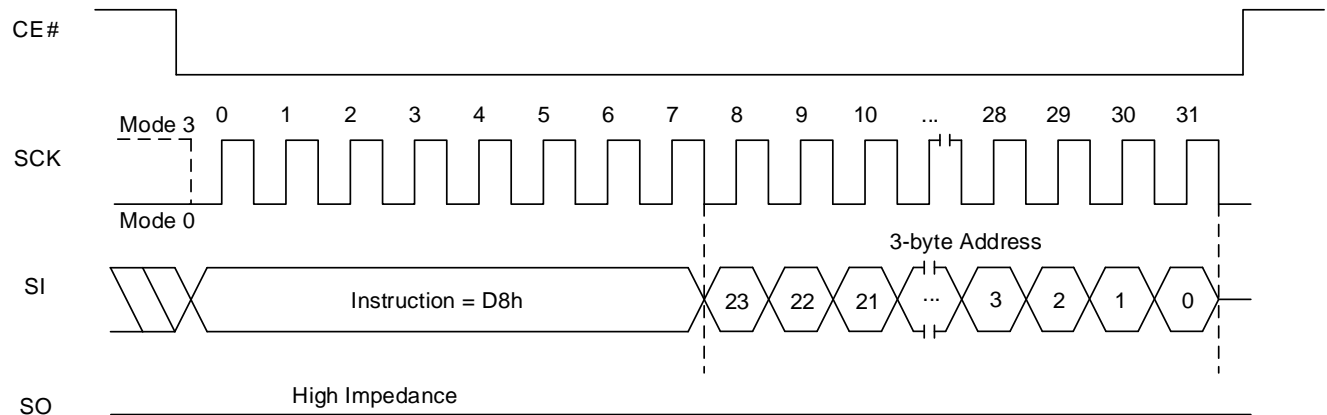 CE#
0 1 2 3 4 5 6 7 8 9 10 ... 28 29 30 31
Mode 3
SCK
Mode 0
3-byte Address
SI
Instruction = D8h 23 22 21 ... 3 2 1 0
High Impedance
SO